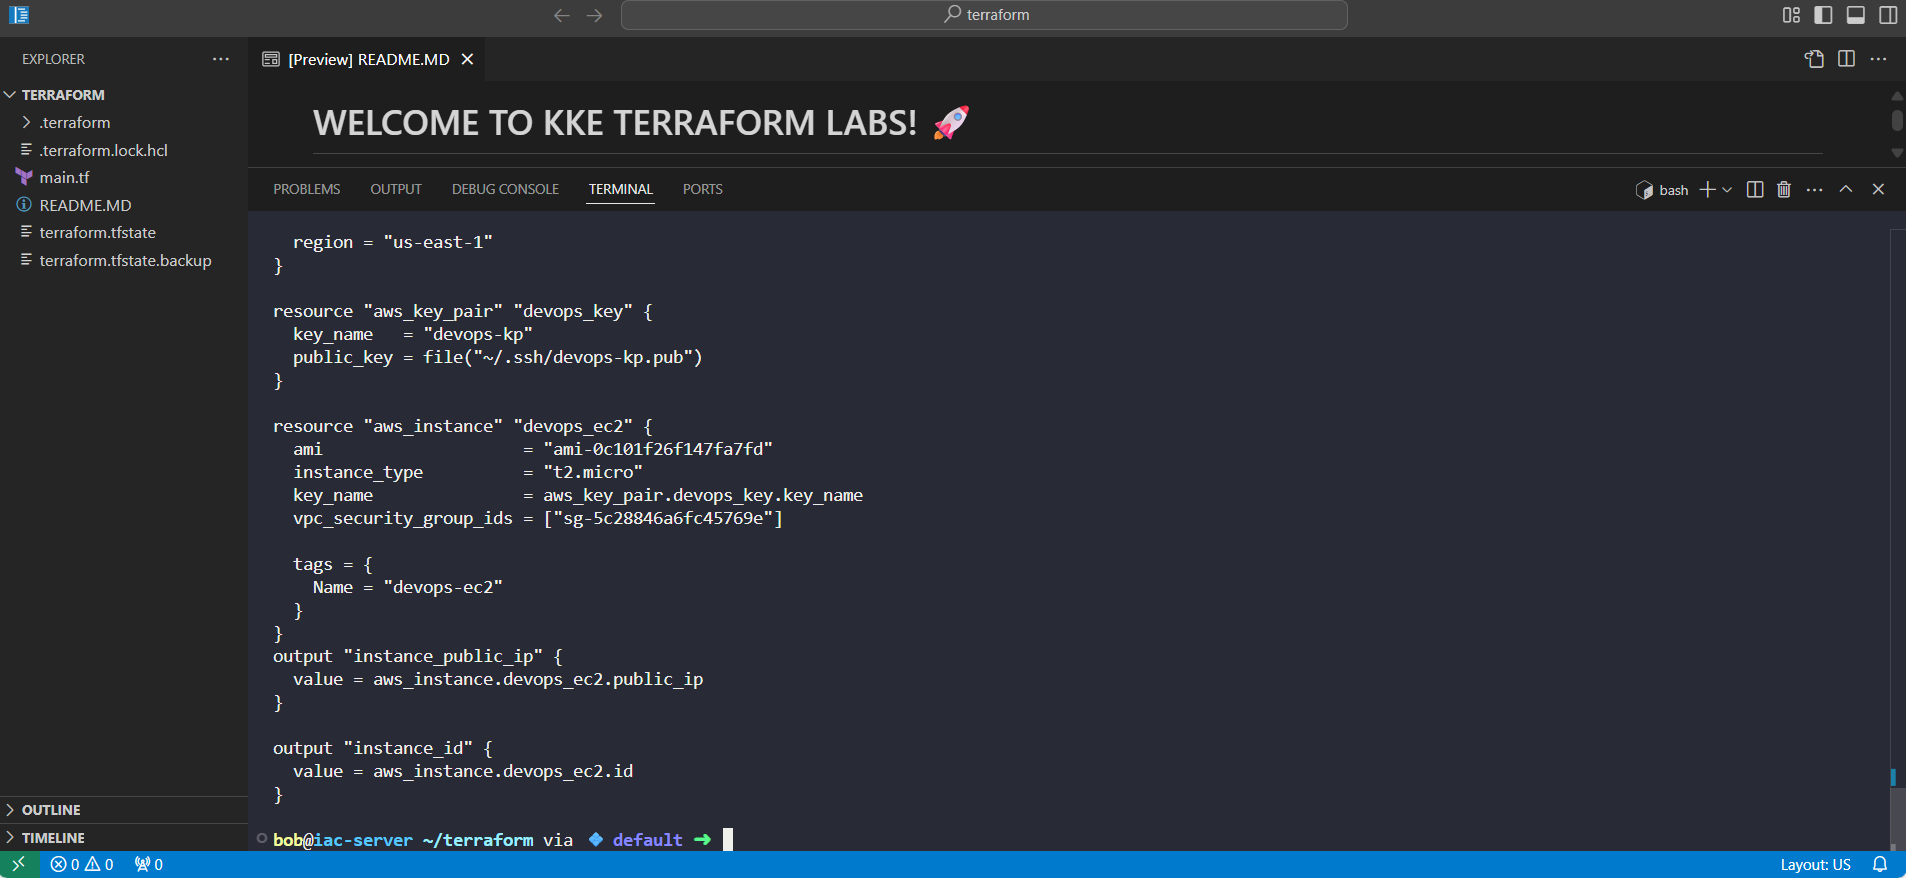 terraform
EXPLORER
TERRAFORM
.terraform
.terraform.lock.hcl
main.tf
README.MD
terraform.tfstate
terraform.tfstate.backup
OUTLINE
TIMELINE
[Preview] README.MD
WELCOME TO KKE TERRAFORM LABS! 🚀
PROBLEMS OUTPUT DEBUG CONSOLE TERMINAL PORTS
bash
  region = "us-east-1"
}

resource "aws_key_pair" "devops_key" {
  key_name   = "devops-kp"
  public_key = file("~/.ssh/devops-kp.pub")
}

resource "aws_instance" "devops_ec2" {
  ami                    = "ami-0c101f26f147fa7fd"
  instance_type          = "t2.micro"
  key_name               = aws_key_pair.devops_key.key_name
  vpc_security_group_ids = ["sg-5c28846a6fc45769e"]

  tags = {
    Name = "devops-ec2"
  }
}
output "instance_public_ip" {
  value = aws_instance.devops_ec2.public_ip
}

output "instance_id" {
  value = aws_instance.devops_ec2.id
}

bob@iac-server ~/terraform via ◆ default ➜
0 0 0
Layout: US